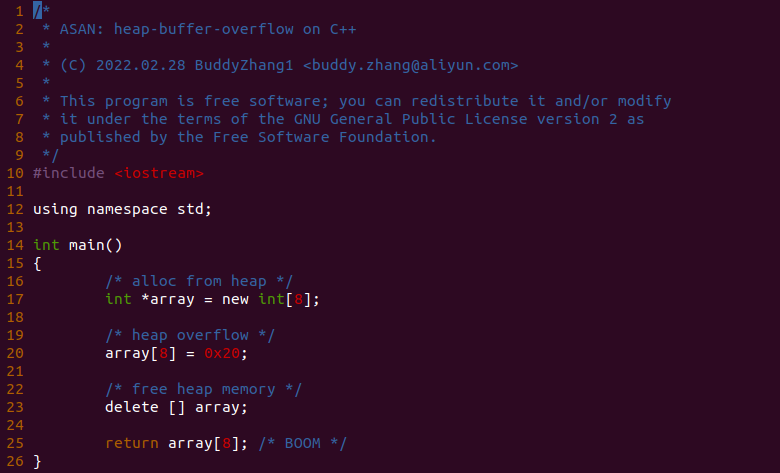 1 /*
2  * ASAN: heap-buffer-overflow on C++
3  *
4  * (C) 2022.02.28 BuddyZhang1 <buddy.zhang@aliyun.com>
5  *
6  * This program is free software; you can redistribute it and/or modify
7  * it under the terms of the GNU General Public License version 2 as
8  * published by the Free Software Foundation.
9  */
10 #include <iostream>
11
12 using namespace std;
13
14 int main()
15 {
16         /* alloc from heap */
17         int *array = new int[8];
18
19         /* heap overflow */
20         array[8] = 0x20;
21
22         /* free heap memory */
23         delete [] array;
24
25         return array[8]; /* BOOM */
26 }